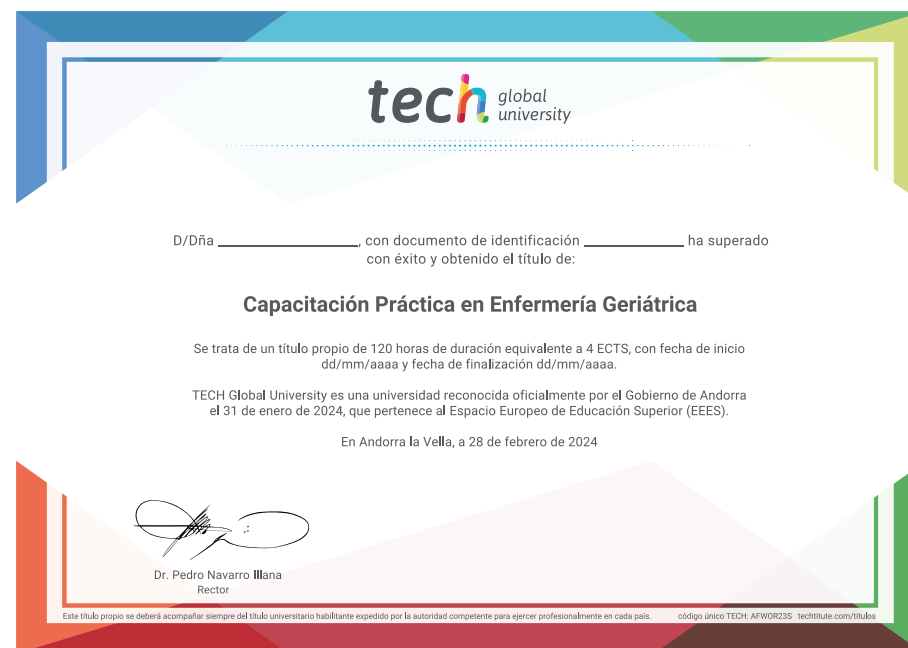 tech global university
D/Dña ____________________, con documento de identificación ______________ ha superado
con éxito y obtenido el título de:
Capacitación Práctica en Enfermería Geriátrica
Se trata de un título propio de 120 horas de duración equivalente a 4 ECTS, con fecha de inicio
dd/mm/aaaa y fecha de finalización dd/mm/aaaa.
TECH Global University es una universidad reconocida oficialmente por el Gobierno de Andorra
el 31 de enero de 2024, que pertenece al Espacio Europeo de Educación Superior (EEES).
En Andorra la Vella, a 28 de febrero de 2024
Dr. Pedro Navarro Illana
Rector
Este título propio se deberá acompañar siempre del título universitario habilitante expedido por la autoridad competente para ejercer profesionalmente en cada país. código único TECH: AFWOR23S techtitute.com/titulos